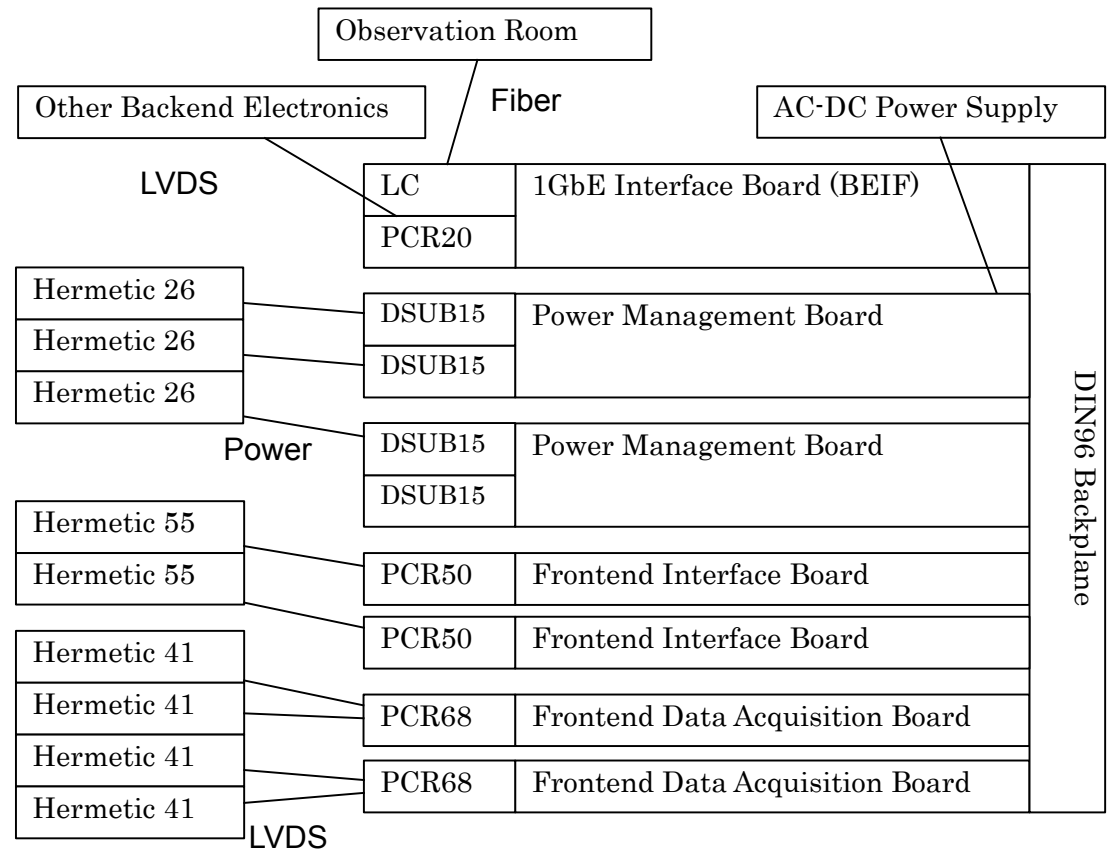 Observation Room
Fiber
Other Backend Electronics
AC-DC Power Supply
LVDS
LC
1GbE Interface Board (BEIF)
PCR20
Hermetic 26
Hermetic 26
Hermetic 26
DSUB15
Power Management Board
DSUB15
Power
DSUB15
Power Management Board
DSUB15
DIN96 Backplane
Hermetic 55
Hermetic 55
PCR50
Frontend Interface Board
PCR50
Frontend Interface Board
Hermetic 41
Hermetic 41
Hermetic 41
Hermetic 41
PCR68
Frontend Data Acquisition Board
PCR68
Frontend Data Acquisition Board
LVDS